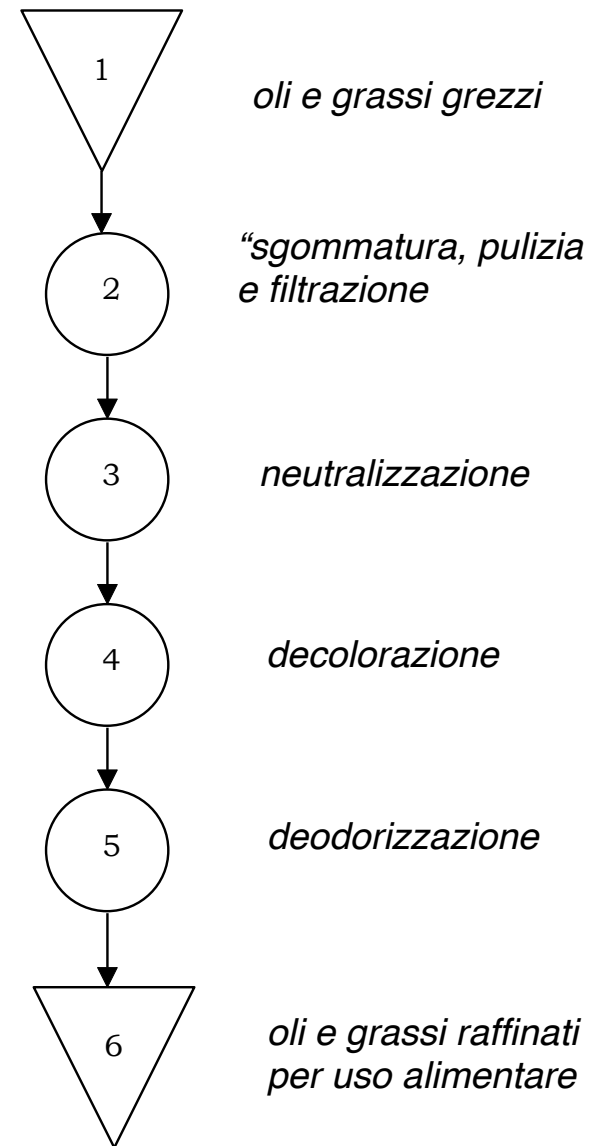 1
oli e grassi grezzi
“sgommatura, pulizia
e filtrazione
2
3
neutralizzazione
4
decolorazione
5
deodorizzazione
6
oli e grassi raffinati
per uso alimentare